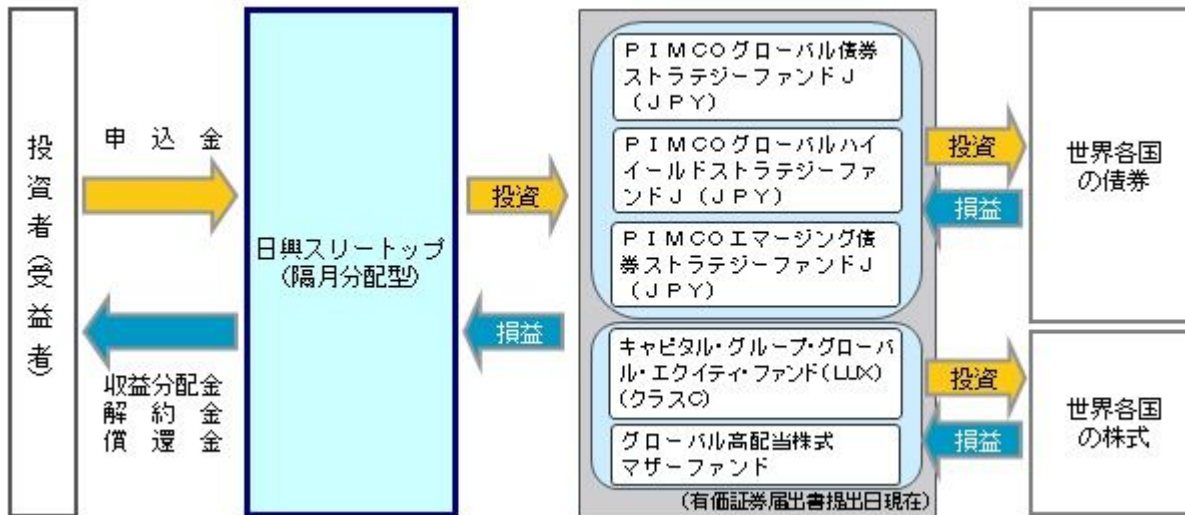 投資者(受益者)
申　込　金
収益分配金
解　約　金
償　還　金
日興スリートップ
(隔月分配型)
投資
損益
ＰＩＭＣＯグローバル債券
ストラテジーファンドＪ
（ＪＰＹ）
ＰＩＭＣＯグローバルハイ
イールドストラテジーファ
ンドＪ（ＪＰＹ）
ＰＩＭＣＯエマージング債
券ストラテジーファンドＪ
（ＪＰＹ）
キャピタル・グループ・グローバ
ル・エクイティ・ファンド(LUX)
(クラスC)
グローバル高配当株式
マザーファンド
(有価証券届出書提出日現在)
投資
損益
世界各国
の債券
投資
損益
世界各国
の株式